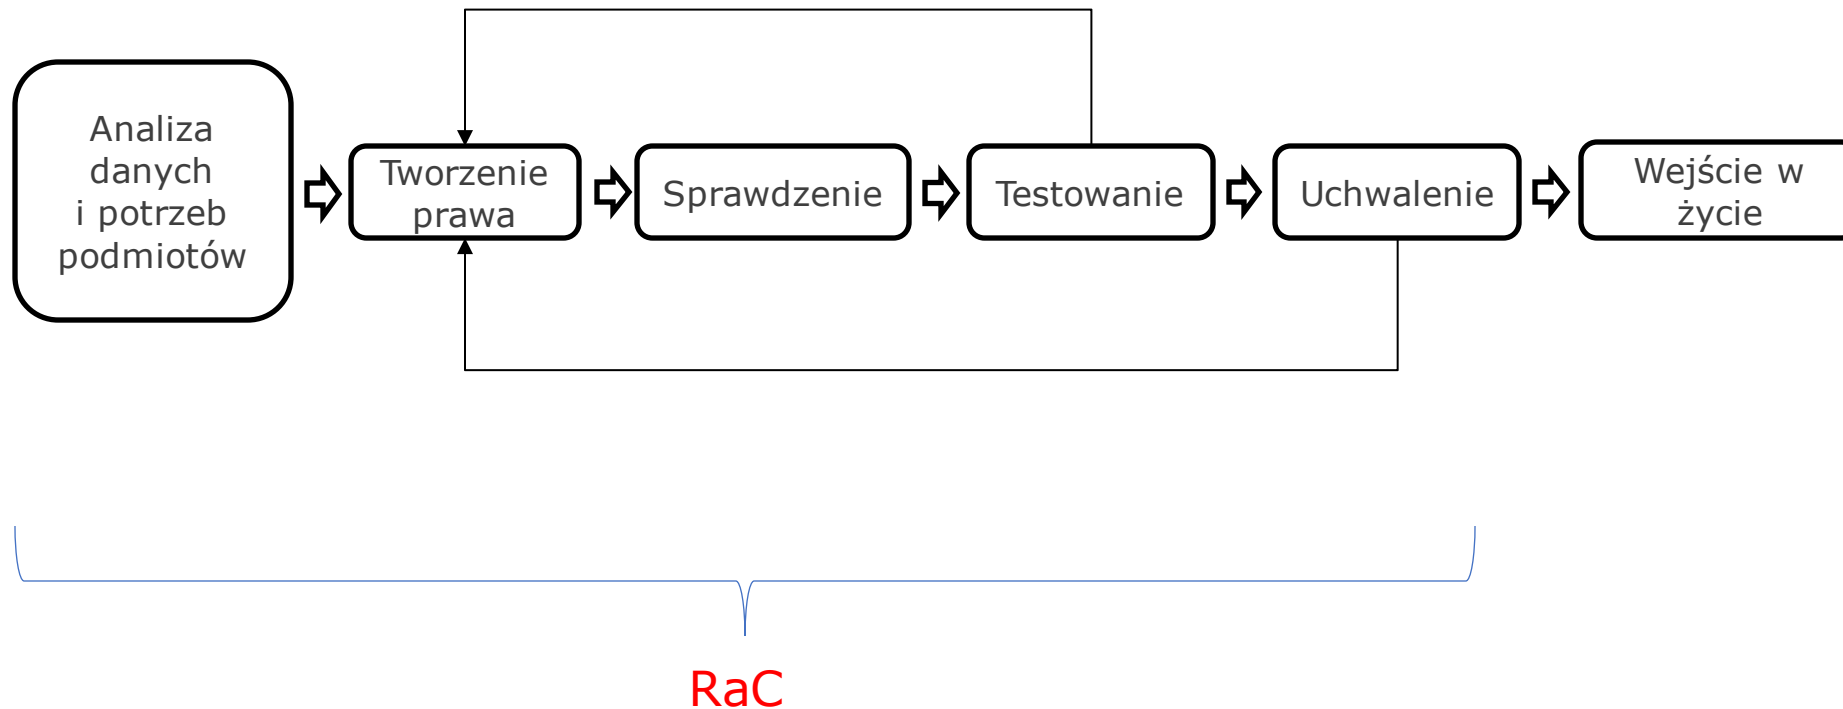 Analiza
danych
i potrzeb
podmiotów
Tworzenie
prawa
Sprawdzenie
Testowanie
Uchwalenie
Wejście w
życie
RaC